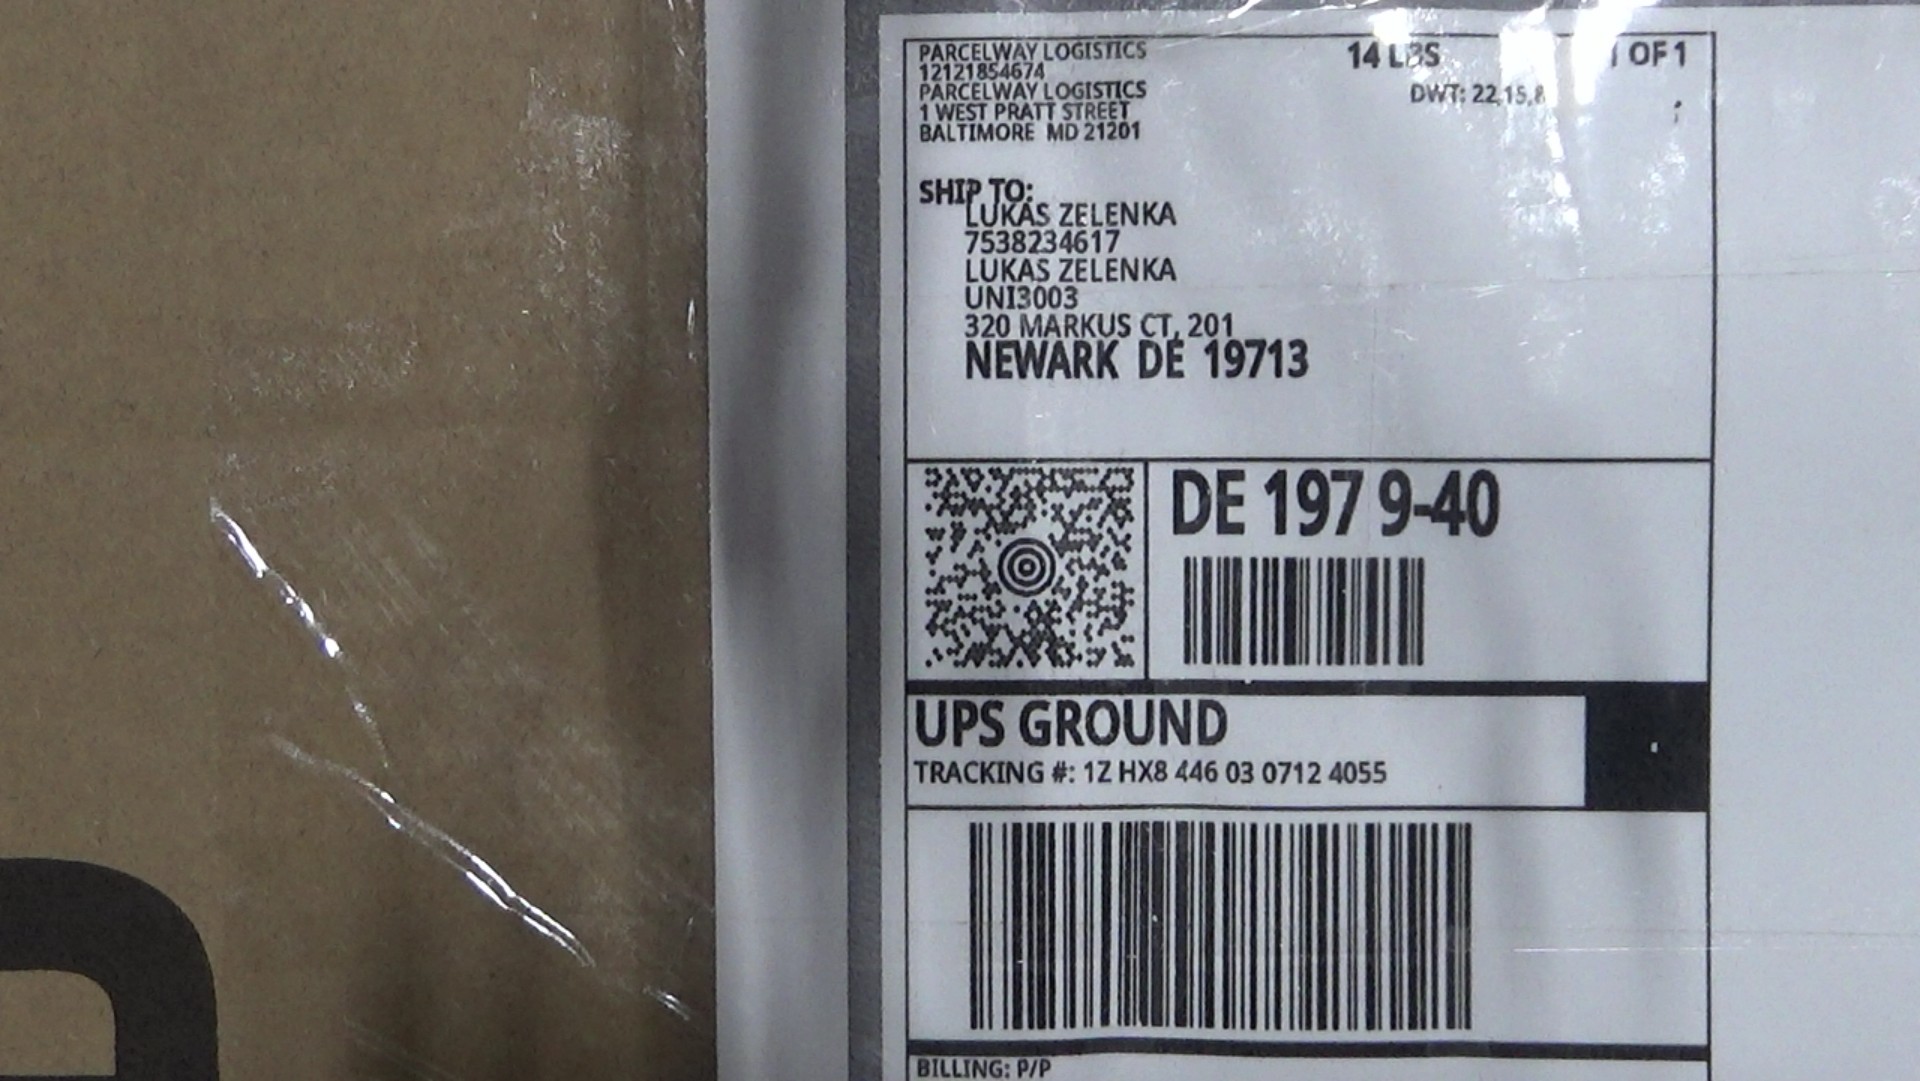 PARCELWAY LOGISTICS
12121854674
PARCELWAY LOGISTICS
1 WEST PRATT STREET
BALTIMORE MD 21201
14 LBS
1 OF 1
DWT: 22,15,8
SHIP TO:
LUKAS ZELENKA
7538234617
LUKAS ZELENKA
UNI3003
320 MARKUS CT, 201
NEWARK DE 19713
DE 197 9-40
UPS GROUND
TRACKING #: 1Z HX8 446 03 0712 4055
BILLING: P/P